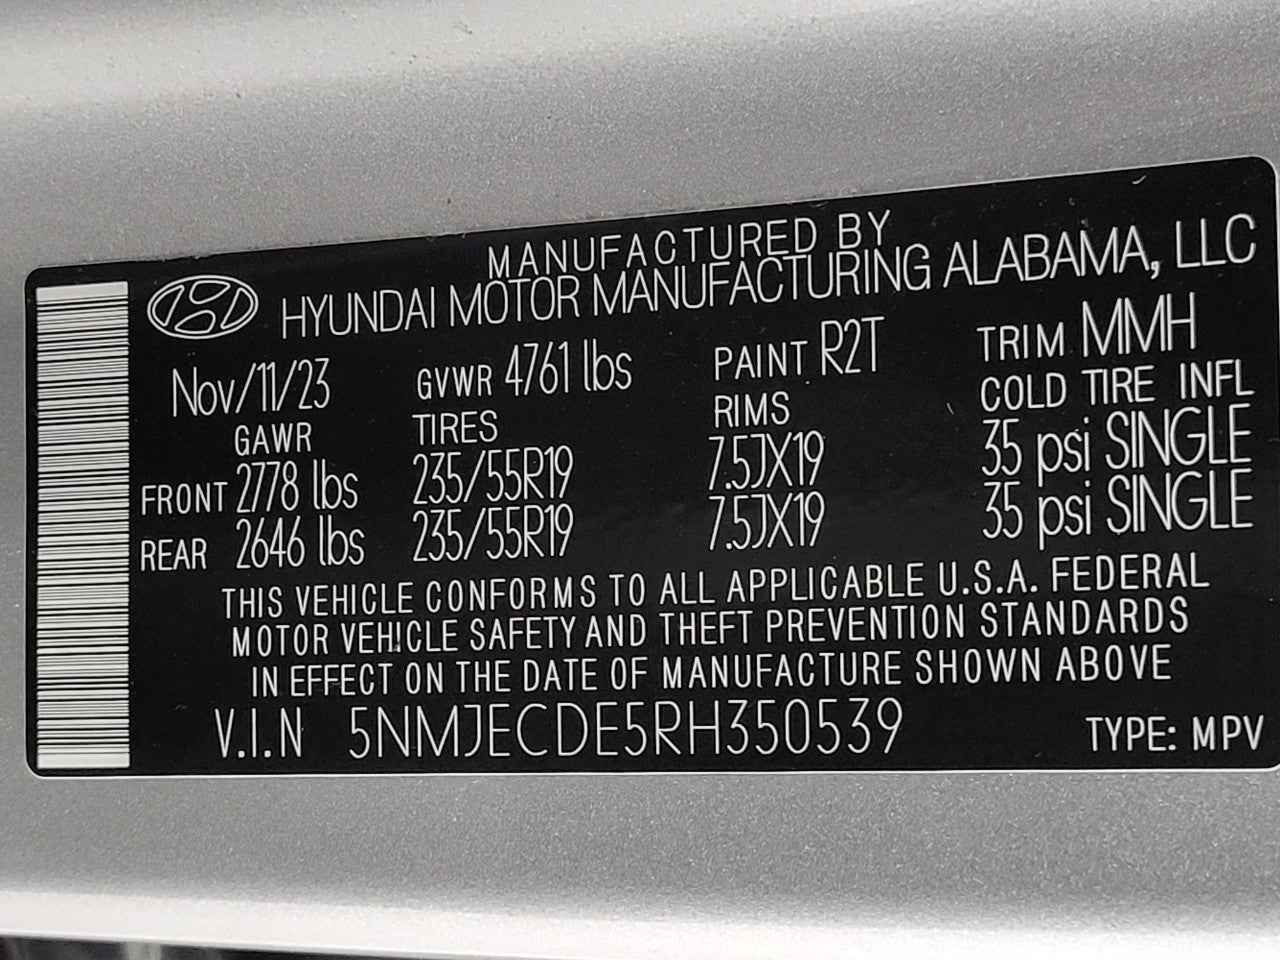 MANUFACTURED BY
HYUNDAI MOTOR MANUFACTURING ALABAMA, LLC
Nov/11/23 GVWR 4761 lbs PAINT R2T TRIM MMH
GAWR TIRES RIMS COLD TIRE INFL
FRONT 2778 lbs 235/55R19 7.5JX19 35 psi SINGLE
REAR 2646 lbs 235/55R19 7.5JX19 35 psi SINGLE
THIS VEHICLE CONFORMS TO ALL APPLICABLE U.S.A. FEDERAL
MOTOR VEHICLE SAFETY AND THEFT PREVENTION STANDARDS
IN EFFECT ON THE DATE OF MANUFACTURE SHOWN ABOVE
V.I.N 5NMJECDE5RH350539 TYPE: MPV